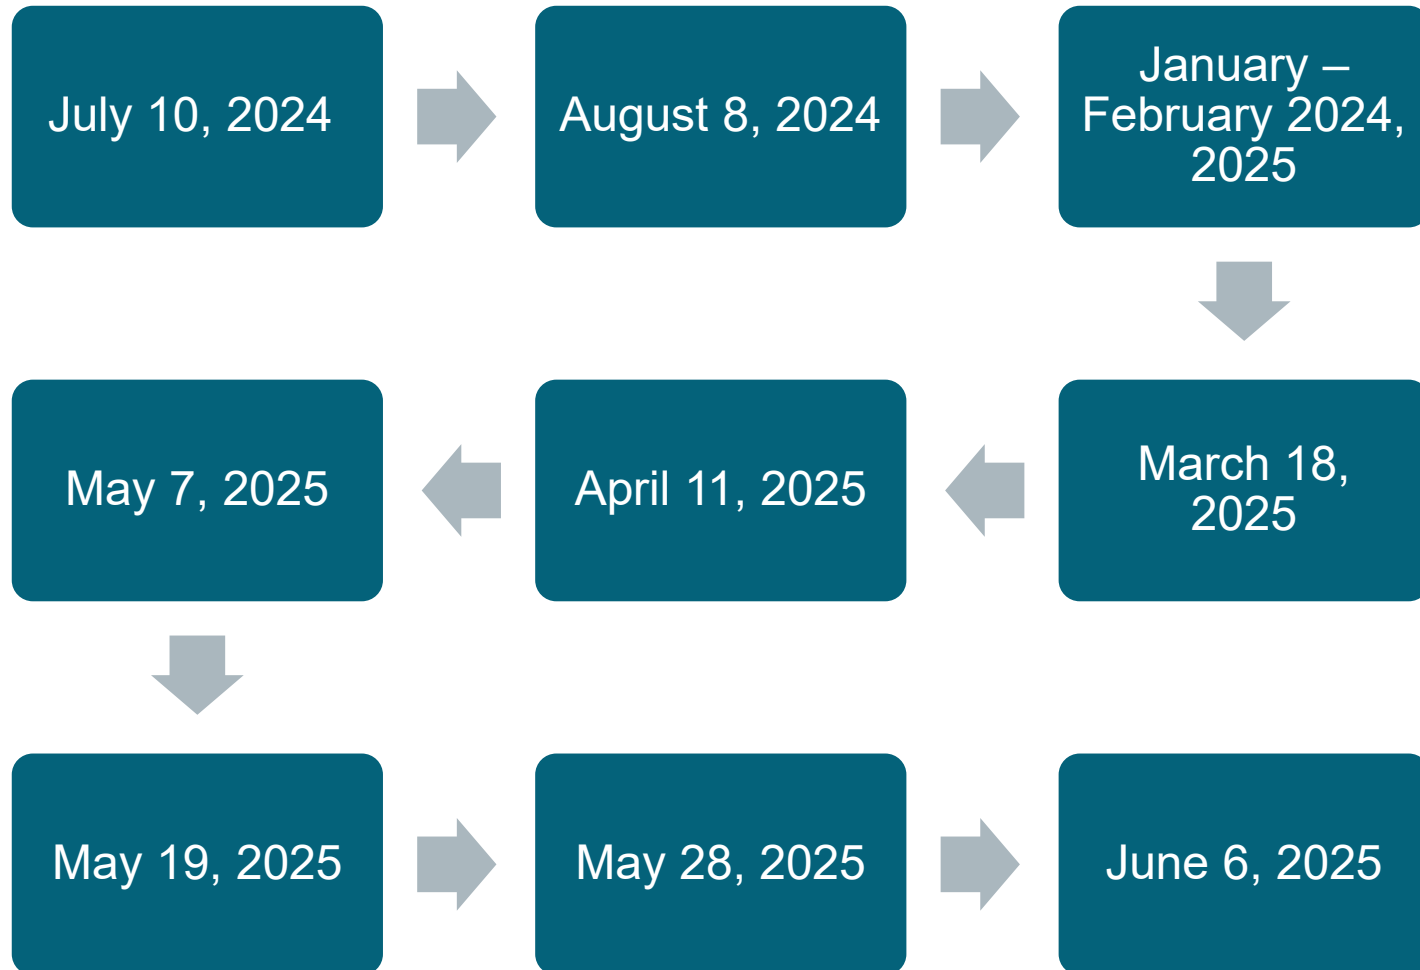 July 10, 2024
August 8, 2024
January –
February 2024,
2025
March 18,
2025
April 11, 2025
May 7, 2025
May 19, 2025
May 28, 2025
June 6, 2025